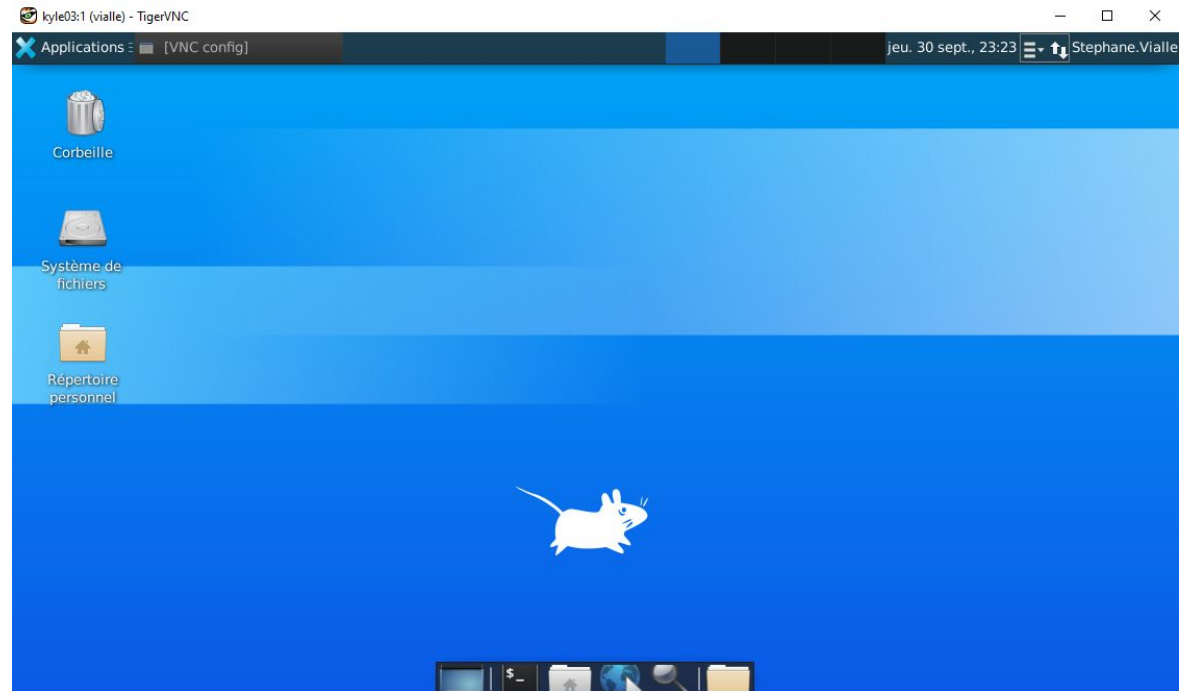 kyle03:1 (vialle) - TigerVNC
Applications [VNC config] jeu. 30 sept., 23:23 Stephane.Vialle
Corbeille
Système de
fichiers
Répertoire
personnel
$_